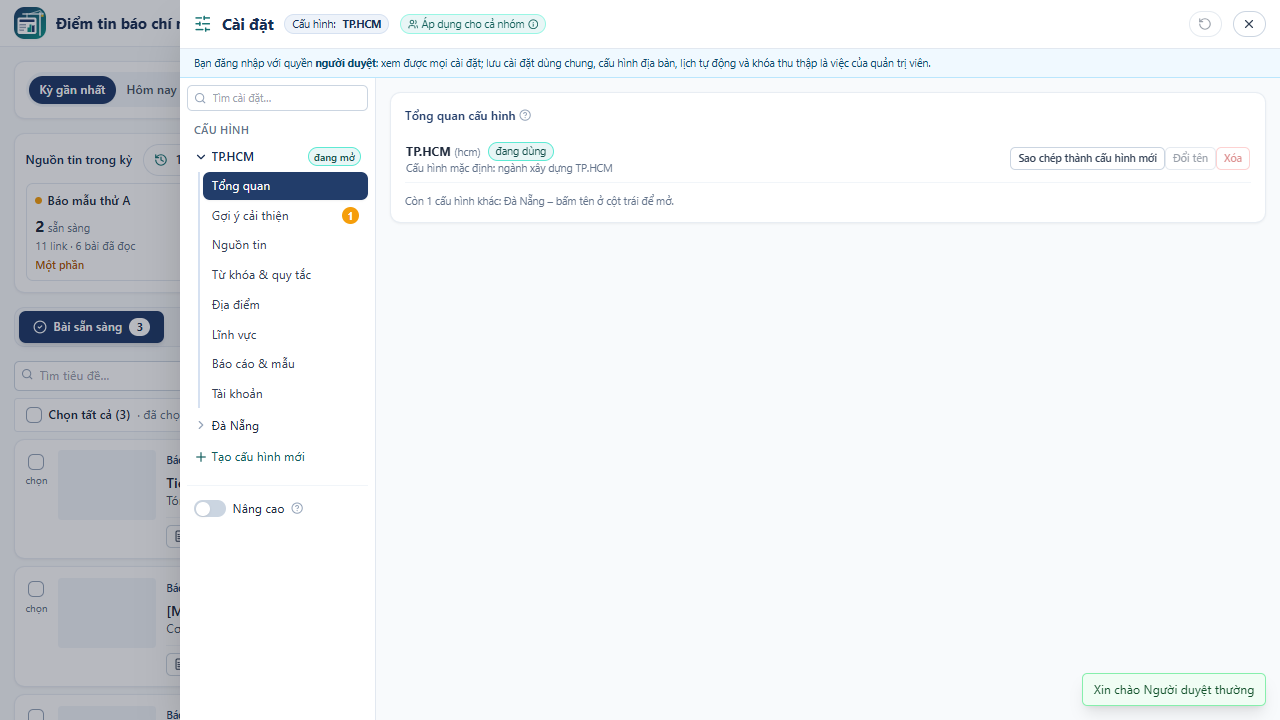 Điểm tin báo chí
Cài đặt
Cấu hình: TP.HCM
Áp dụng cho cả nhóm
Bạn đăng nhập với quyền người duyệt: xem được mọi cài đặt; lưu cài đặt dùng chung, cấu hình địa bàn, lịch tự động và khóa thu thập là việc của quản trị viên.
Kỳ gần nhất
Hôm nay
Nguồn tin trong kỳ
Báo mẫu thử A
2 sẵn sàng
11 link · 6 bài đã đọc
Một phần
Bài sẵn sàng 3
Tìm tiêu đề...
Chọn tất cả (3) · đã chọ
chọn
chọn
Tìm cài đặt...
CẤU HÌNH
TP.HCM đang mở
Tổng quan
Gợi ý cải thiện 1
Nguồn tin
Từ khóa & quy tắc
Địa điểm
Lĩnh vực
Báo cáo & mẫu
Tài khoản
Đà Nẵng
+ Tạo cấu hình mới
Nâng cao
Tổng quan cấu hình
TP.HCM (hcm) đang dùng
Cấu hình mặc định: ngành xây dựng TP.HCM
Sao chép thành cấu hình mới
Đổi tên
Xóa
Còn 1 cấu hình khác: Đà Nẵng – bấm tên ở cột trái để mở.
Xin chào Người duyệt thường